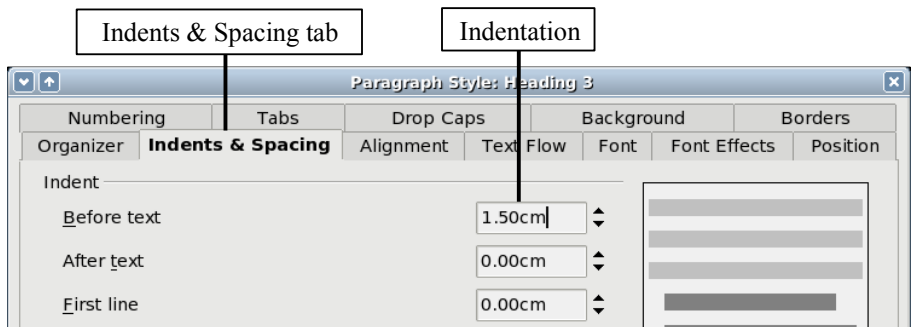 Indents & Spacing tab
Indentation
Paragraph Style: Heading 3
Numbering Tabs Drop Caps Background Borders
Organizer Indents & Spacing Alignment Text Flow Font Font Effects Position
Indent
Before text 1.50cm
After text 0.00cm
First line 0.00cm